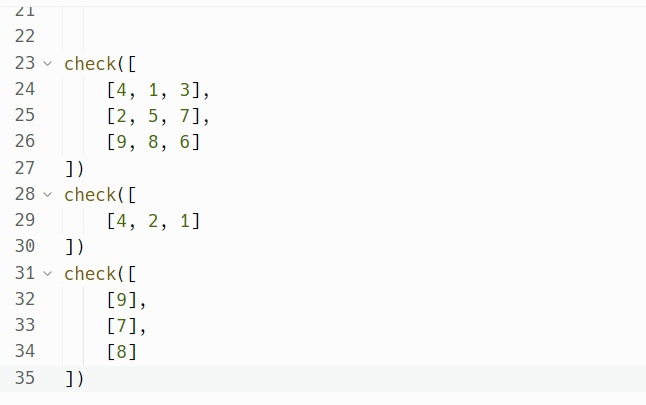 21
22
23 check([
24     [4, 1, 3],
25     [2, 5, 7],
26     [9, 8, 6]
27 ])
28 check([
29     [4, 2, 1]
30 ])
31 check([
32     [9],
33     [7],
34     [8]
35 ])